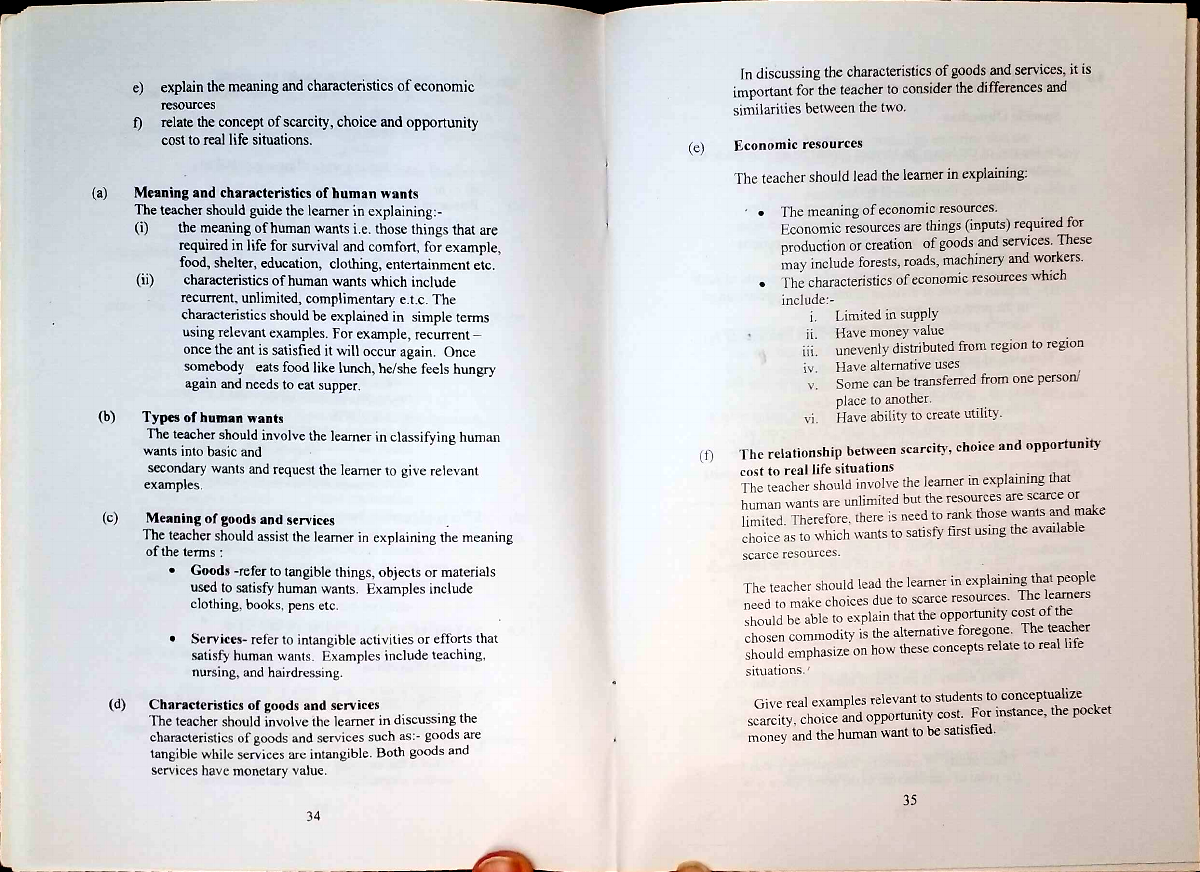 e) explain the meaning and characteristics of economic
resources
f) relate the concept of scarcity, choice and opportunity
cost to real life situations.
(a) Meaning and characteristics of human wants
The teacher should guide the learner in explaining:-
(i) the meaning of human wants i.e. those things that are
required in life for survival and comfort, for example,
food, shelter, education, clothing, entertainment etc.
(ii) characteristics of human wants which include
recurrent, unlimited, complimentary e.t.c. The
characteristics should be explained in simple terms
using relevant examples. For example, recurrent –
once the ant is satisfied it will occur again. Once
somebody eats food like lunch, he/she feels hungry
again and needs to eat supper.
(b) Types of human wants
The teacher should involve the learner in classifying human
wants into basic and
secondary wants and request the learner to give relevant
examples.
(c) Meaning of goods and services
The teacher should assist the learner in explaining the meaning
of the terms :
• Goods -refer to tangible things, objects or materials
used to satisfy human wants. Examples include
clothing, books, pens etc.
• Services- refer to intangible activities or efforts that
satisfy human wants. Examples include teaching,
nursing, and hairdressing.
(d) Characteristics of goods and services
The teacher should involve the learner in discussing the
characteristics of goods and services such as:- goods are
tangible while services are intangible. Both goods and
services have monetary value.
34
In discussing the characteristics of goods and services, it is
important for the teacher to consider the differences and
similarities between the two.
(e) Economic resources
The teacher should lead the learner in explaining:
• The meaning of economic resources.
Economic resources are things (inputs) required for
production or creation of goods and services. These
may include forests, roads, machinery and workers.
• The characteristics of economic resources which
include:-
i. Limited in supply
ii. Have money value
iii. unevenly distributed from region to region
iv. Have alternative uses
v. Some can be transferred from one person/
place to another.
vi. Have ability to create utility.
(f) The relationship between scarcity, choice and opportunity
cost to real life situations
The teacher should involve the learner in explaining that
human wants are unlimited but the resources are scarce or
limited. Therefore, there is need to rank those wants and make
choice as to which wants to satisfy first using the available
scarce resources.
The teacher should lead the learner in explaining that people
need to make choices due to scarce resources. The learners
should be able to explain that the opportunity cost of the
chosen commodity is the alternative foregone. The teacher
should emphasize on how these concepts relate to real life
situations.
Give real examples relevant to students to conceptualize
scarcity, choice and opportunity cost. For instance, the pocket
money and the human want to be satisfied.
35